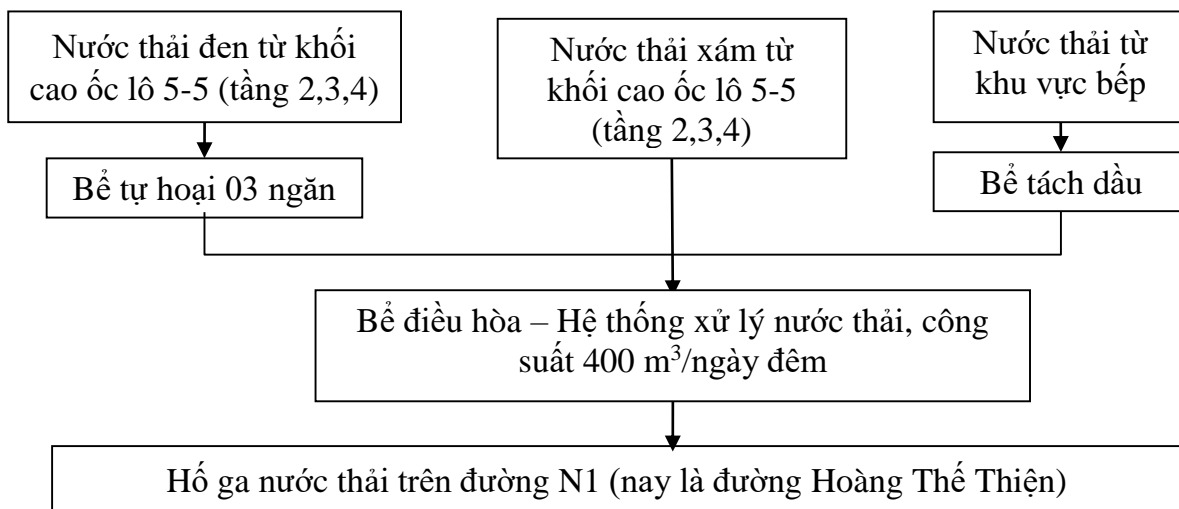 Nước thải đen từ khối
cao ốc lô 5-5 (tầng 2,3,4)
Nước thải xám từ
khối cao ốc lô 5-5
(tầng 2,3,4)
Nước thải từ
khu vực bếp
Bể tự hoại 03 ngăn
Bể tách dầu
Bể điều hòa – Hệ thống xử lý nước thải, công
suất 400 m³/ngày đêm
Hố ga nước thải trên đường N1 (nay là đường Hoàng Thế Thiện)